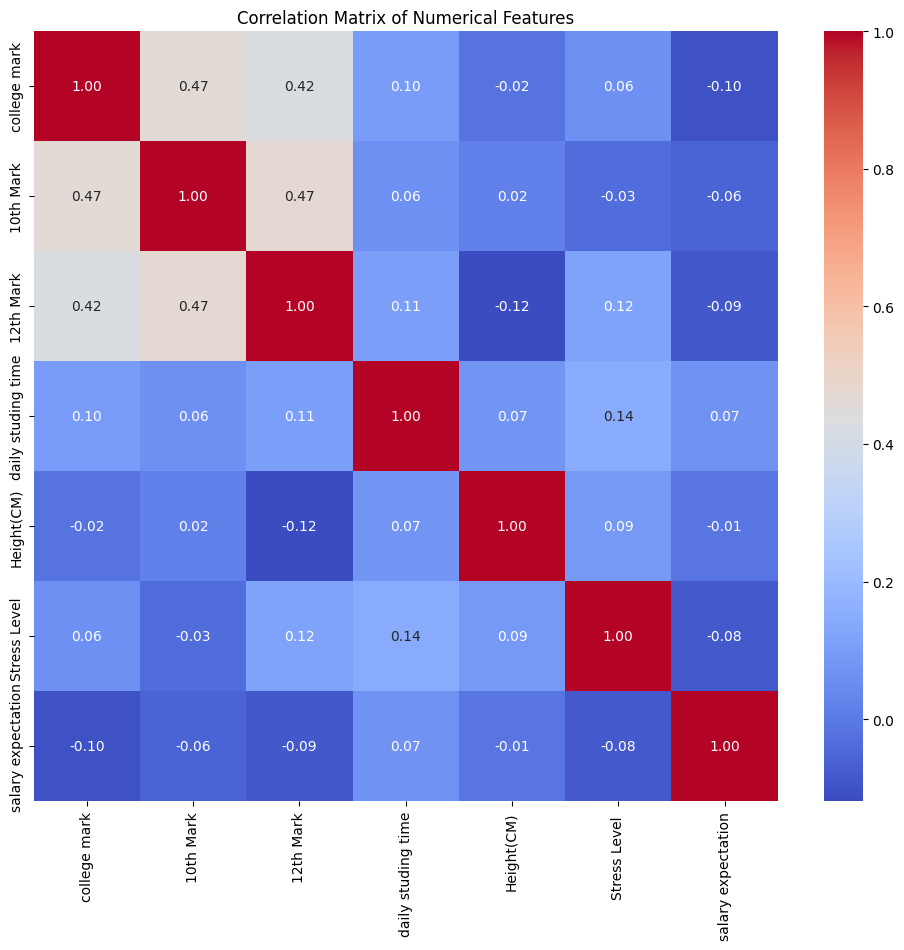 Correlation Matrix of Numerical Features
college mark 1.00 0.47 0.42 0.10 -0.02 0.06 -0.10
10th Mark 0.47 1.00 0.47 0.06 0.02 -0.03 -0.06
12th Mark 0.42 0.47 1.00 0.11 -0.12 0.12 -0.09
daily studing time 0.10 0.06 0.11 1.00 0.07 0.14 0.07
Height(CM) -0.02 0.02 -0.12 0.07 1.00 0.09 -0.01
Stress Level 0.06 -0.03 0.12 0.14 0.09 1.00 -0.08
salary expectation -0.10 -0.06 -0.09 0.07 -0.01 -0.08 1.00
college mark
10th Mark
12th Mark
daily studing time
Height(CM)
Stress Level
salary expectation
1.0
0.8
0.6
0.4
0.2
0.0